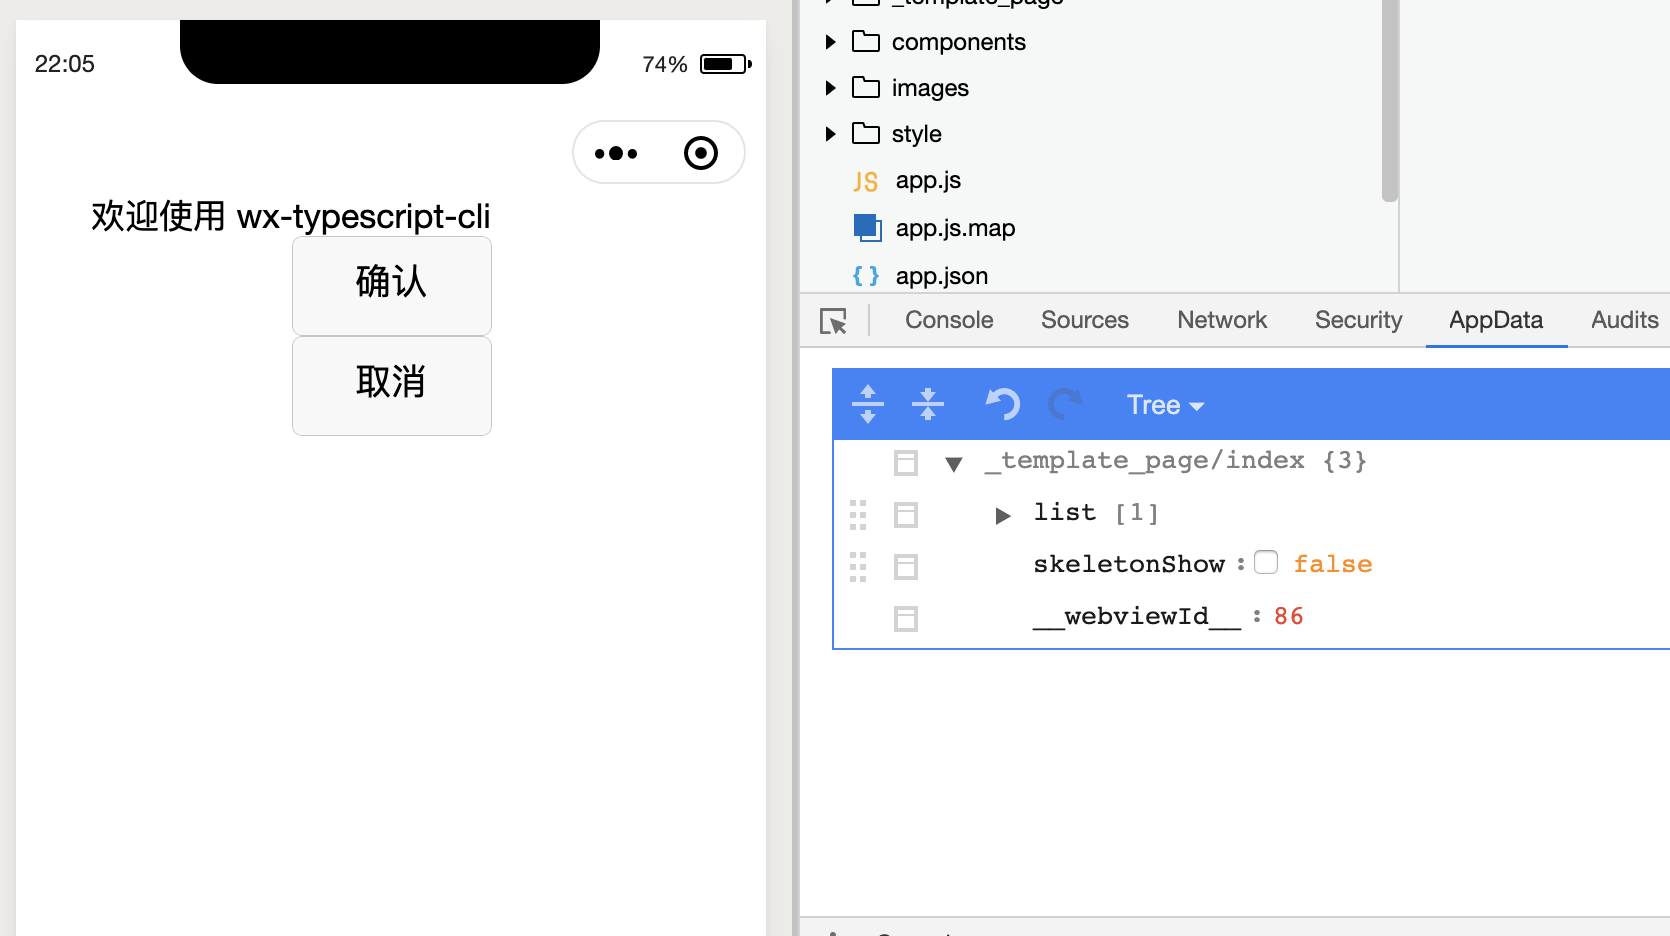 22:05
74%
欢迎使用 wx-typescript-cli
确认
取消
_template_page
components
images
style
JS app.js
app.js.map
{ } app.json
Console Sources Network Security AppData Audits
Tree
_template_page/index {3}
list [1]
skeletonShow : false
__webviewId__ : 86